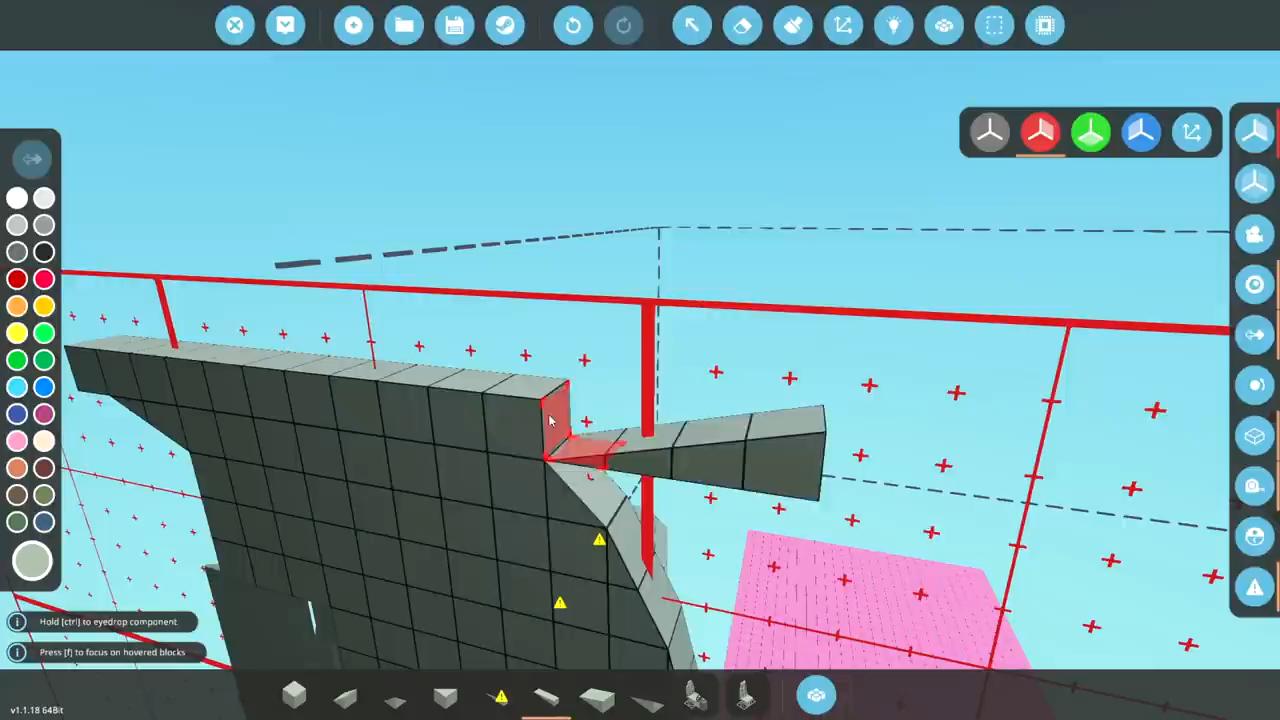 Hold [ctrl] to eyedrop component
Press [f] to focus on hovered blocks
v1.1.18 64Bit